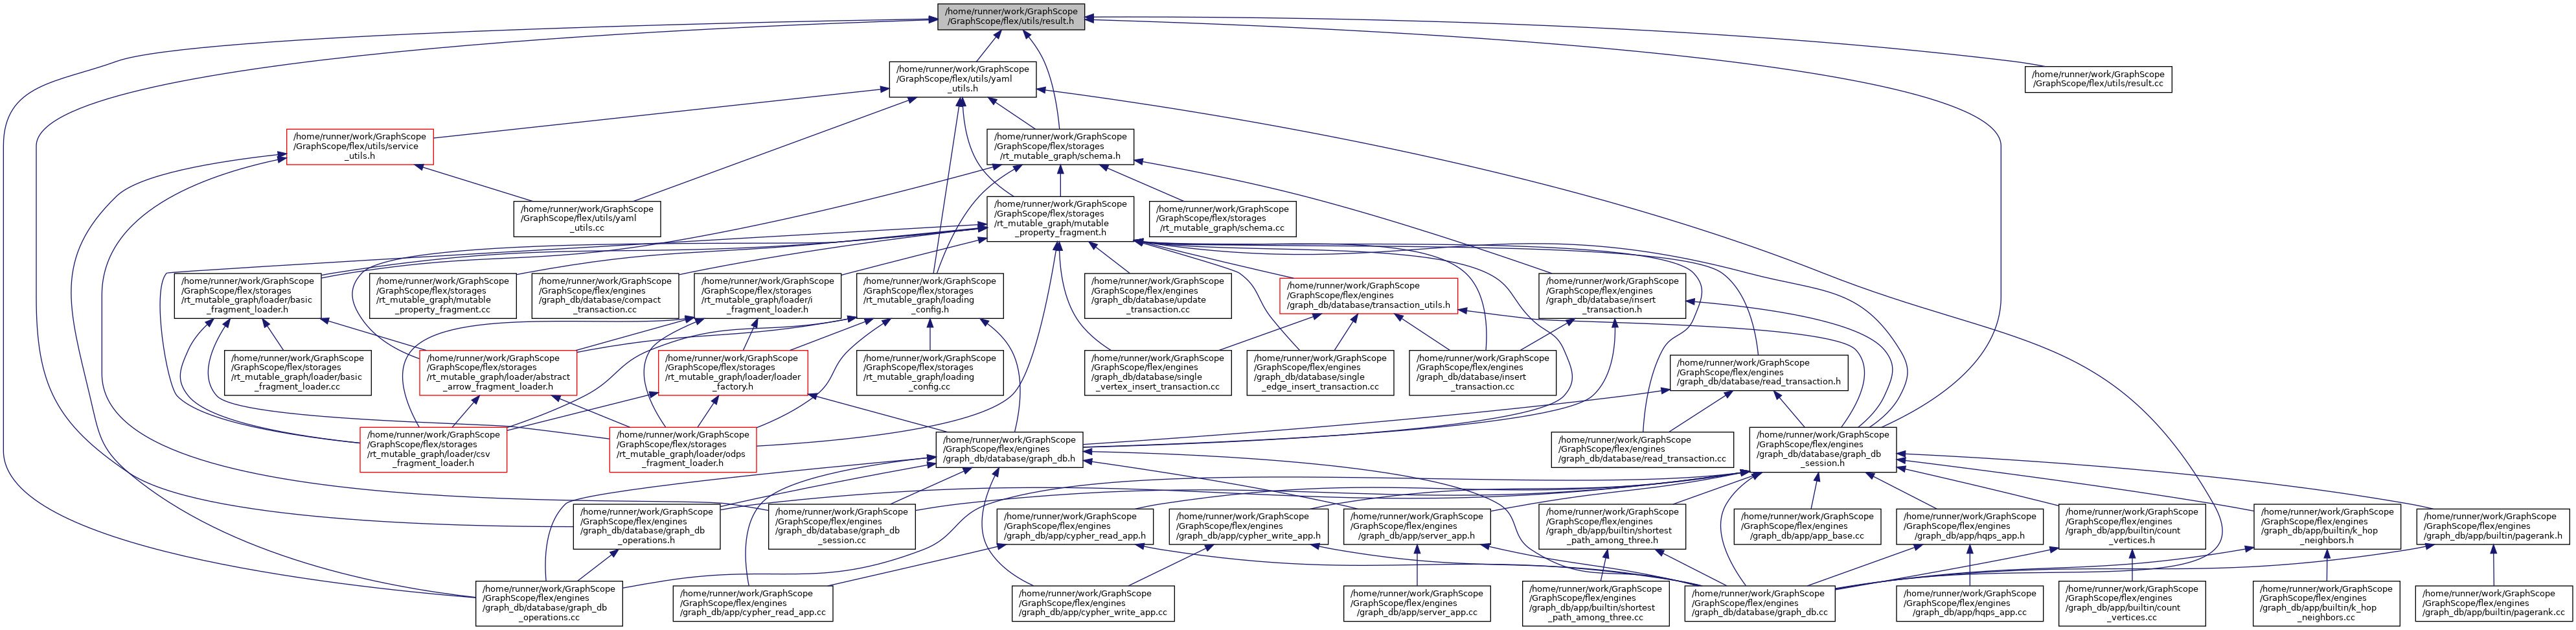 /home/runner/work/GraphScope
/GraphScope/flex/utils/result.h
/home/runner/work/GraphScope
/GraphScope/flex/utils/yaml
_utils.h
/home/runner/work/GraphScope
/GraphScope/flex/utils/result.cc
/home/runner/work/GraphScope
/GraphScope/flex/utils/service
_utils.h
/home/runner/work/GraphScope
/GraphScope/flex/storages
/rt_mutable_graph/schema.h
/home/runner/work/GraphScope
/GraphScope/flex/utils/yaml
_utils.cc
/home/runner/work/GraphScope
/GraphScope/flex/storages
/rt_mutable_graph/mutable
_property_fragment.h
/home/runner/work/GraphScope
/GraphScope/flex/storages
/rt_mutable_graph/schema.cc
/home/runner/work/GraphScope
/GraphScope/flex/storages
/rt_mutable_graph/loader/basic
_fragment_loader.h
/home/runner/work/GraphScope
/GraphScope/flex/storages
/rt_mutable_graph/mutable
_property_fragment.cc
/home/runner/work/GraphScope
/GraphScope/flex/engines
/graph_db/database/compact
_transaction.cc
/home/runner/work/GraphScope
/GraphScope/flex/storages
/rt_mutable_graph/loader/i
_fragment_loader.h
/home/runner/work/GraphScope
/GraphScope/flex/storages
/rt_mutable_graph/loading
_config.h
/home/runner/work/GraphScope
/GraphScope/flex/engines
/graph_db/database/update
_transaction.cc
/home/runner/work/GraphScope
/GraphScope/flex/engines
/graph_db/database/transaction_utils.h
/home/runner/work/GraphScope
/GraphScope/flex/engines
/graph_db/database/insert
_transaction.h
/home/runner/work/GraphScope
/GraphScope/flex/storages
/rt_mutable_graph/loader/basic
_fragment_loader.cc
/home/runner/work/GraphScope
/GraphScope/flex/storages
/rt_mutable_graph/loader/abstract
_arrow_fragment_loader.h
/home/runner/work/GraphScope
/GraphScope/flex/storages
/rt_mutable_graph/loader/loader
_factory.h
/home/runner/work/GraphScope
/GraphScope/flex/storages
/rt_mutable_graph/loading
_config.cc
/home/runner/work/GraphScope
/GraphScope/flex/engines
/graph_db/database/single
_vertex_insert_transaction.cc
/home/runner/work/GraphScope
/GraphScope/flex/engines
/graph_db/database/single
_edge_insert_transaction.cc
/home/runner/work/GraphScope
/GraphScope/flex/engines
/graph_db/database/insert
_transaction.cc
/home/runner/work/GraphScope
/GraphScope/flex/engines
/graph_db/database/read_transaction.h
/home/runner/work/GraphScope
/GraphScope/flex/storages
/rt_mutable_graph/loader/csv
_fragment_loader.h
/home/runner/work/GraphScope
/GraphScope/flex/storages
/rt_mutable_graph/loader/odps
_fragment_loader.h
/home/runner/work/GraphScope
/GraphScope/flex/engines
/graph_db/database/graph_db.h
/home/runner/work/GraphScope
/GraphScope/flex/engines
/graph_db/database/read_transaction.cc
/home/runner/work/GraphScope
/GraphScope/flex/engines
/graph_db/database/graph_db
_session.h
/home/runner/work/GraphScope
/GraphScope/flex/engines
/graph_db/database/graph_db
_operations.h
/home/runner/work/GraphScope
/GraphScope/flex/engines
/graph_db/database/graph_db
_session.cc
/home/runner/work/GraphScope
/GraphScope/flex/engines
/graph_db/app/cypher_read_app.h
/home/runner/work/GraphScope
/GraphScope/flex/engines
/graph_db/app/cypher_write_app.h
/home/runner/work/GraphScope
/GraphScope/flex/engines
/graph_db/app/server_app.h
/home/runner/work/GraphScope
/GraphScope/flex/engines
/graph_db/app/builtin/shortest
_path_among_three.h
/home/runner/work/GraphScope
/GraphScope/flex/engines
/graph_db/app/app_base.cc
/home/runner/work/GraphScope
/GraphScope/flex/engines
/graph_db/app/hqps_app.h
/home/runner/work/GraphScope
/GraphScope/flex/engines
/graph_db/app/builtin/count
_vertices.h
/home/runner/work/GraphScope
/GraphScope/flex/engines
/graph_db/app/builtin/k_hop
_neighbors.h
/home/runner/work/GraphScope
/GraphScope/flex/engines
/graph_db/app/builtin/pagerank.h
/home/runner/work/GraphScope
/GraphScope/flex/engines
/graph_db/database/graph_db
_operations.cc
/home/runner/work/GraphScope
/GraphScope/flex/engines
/graph_db/app/cypher_read_app.cc
/home/runner/work/GraphScope
/GraphScope/flex/engines
/graph_db/app/cypher_write_app.cc
/home/runner/work/GraphScope
/GraphScope/flex/engines
/graph_db/app/server_app.cc
/home/runner/work/GraphScope
/GraphScope/flex/engines
/graph_db/app/builtin/shortest
_path_among_three.cc
/home/runner/work/GraphScope
/GraphScope/flex/engines
/graph_db/database/graph_db.cc
/home/runner/work/GraphScope
/GraphScope/flex/engines
/graph_db/app/hqps_app.cc
/home/runner/work/GraphScope
/GraphScope/flex/engines
/graph_db/app/builtin/count
_vertices.cc
/home/runner/work/GraphScope
/GraphScope/flex/engines
/graph_db/app/builtin/k_hop
_neighbors.cc
/home/runner/work/GraphScope
/GraphScope/flex/engines
/graph_db/app/builtin/pagerank.cc